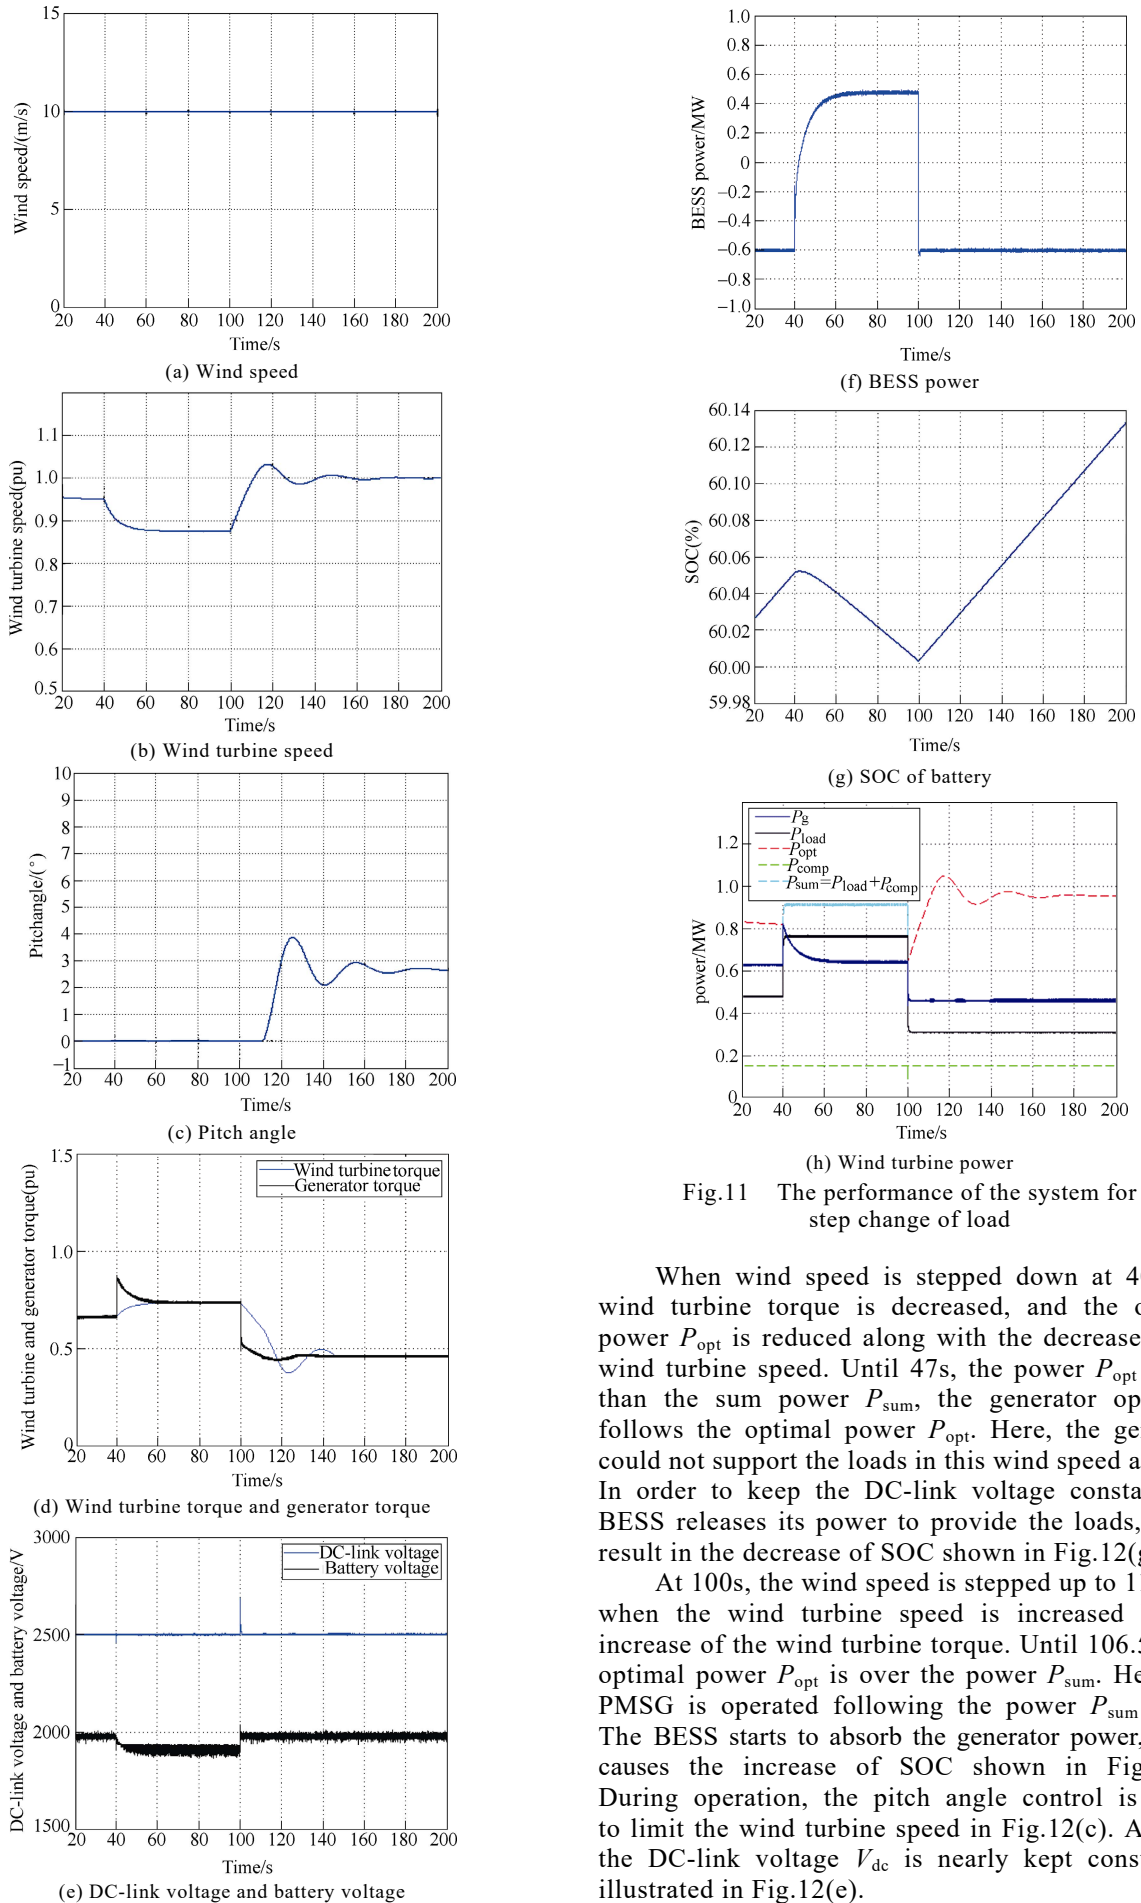 15
10
5
0
Wind speed/(m/s)
20 40 60 80 100 120 140 160 180 200
Time/s
(a) Wind speed
1.1
1.0
0.9
0.8
0.7
0.6
0.5
Wind turbine speed(pu)
20 40 60 80 100 120 140 160 180 200
Time/s
(b) Wind turbine speed
10
9
8
7
6
5
4
3
2
1
0
−1
Pitchangle/(°)
20 40 60 80 100 120 140 160 180 200
Time/s
(c) Pitch angle
1.5
1.0
0.5
0
Wind turbine and generator torque(pu)
Wind turbine torque
Generator torque
20 40 60 80 100 120 140 160 180 200
Time/s
(d) Wind turbine torque and generator torque
3000
2500
2000
1500
DC-link voltage and battery voltage/V
DC-link voltage
Battery voltage
20 40 60 80 100 120 140 160 180 200
Time/s
(e) DC-link voltage and battery voltage
1.0
0.8
0.6
0.4
0.2
0
−0.2
−0.4
−0.6
−0.8
−1.0
BESS power/MW
20 40 60 80 100 120 140 160 180 200
Time/s
(f) BESS power
60.14
60.12
60.10
60.08
60.06
60.04
60.02
60.00
59.98
SOC(%)
20 40 60 80 100 120 140 160 180 200
Time/s
(g) SOC of battery
1.2
1.0
0.8
0.6
0.4
0.2
0
power/MW
Pg
Pload
Popt
Pcomp
Psum=Pload+Pcomp
20 40 60 80 100 120 140 160 180 200
Time/s
(h) Wind turbine power
Fig.11 The performance of the system for
step change of load
When wind speed is stepped down at
wind turbine torque is decreased, and the
power Popt is reduced along with the decrease
wind turbine speed. Until 47s, the power Popt
than the sum power Psum, the generator
follows the optimal power Popt. Here, the
could not support the loads in this wind speed
In order to keep the DC-link voltage
BESS releases its power to provide the loads,
result in the decrease of SOC shown in Fig.12(
At 100s, the wind speed is stepped up to
when the wind turbine speed is increased
increase of the wind turbine torque. Until 106.
optimal power Popt is over the power Psum.
PMSG is operated following the power Psum
The BESS starts to absorb the generator power,
causes the increase of SOC shown in
During operation, the pitch angle control is
to limit the wind turbine speed in Fig.12(c).
the DC-link voltage Vdc is nearly kept
illustrated in Fig.12(e).